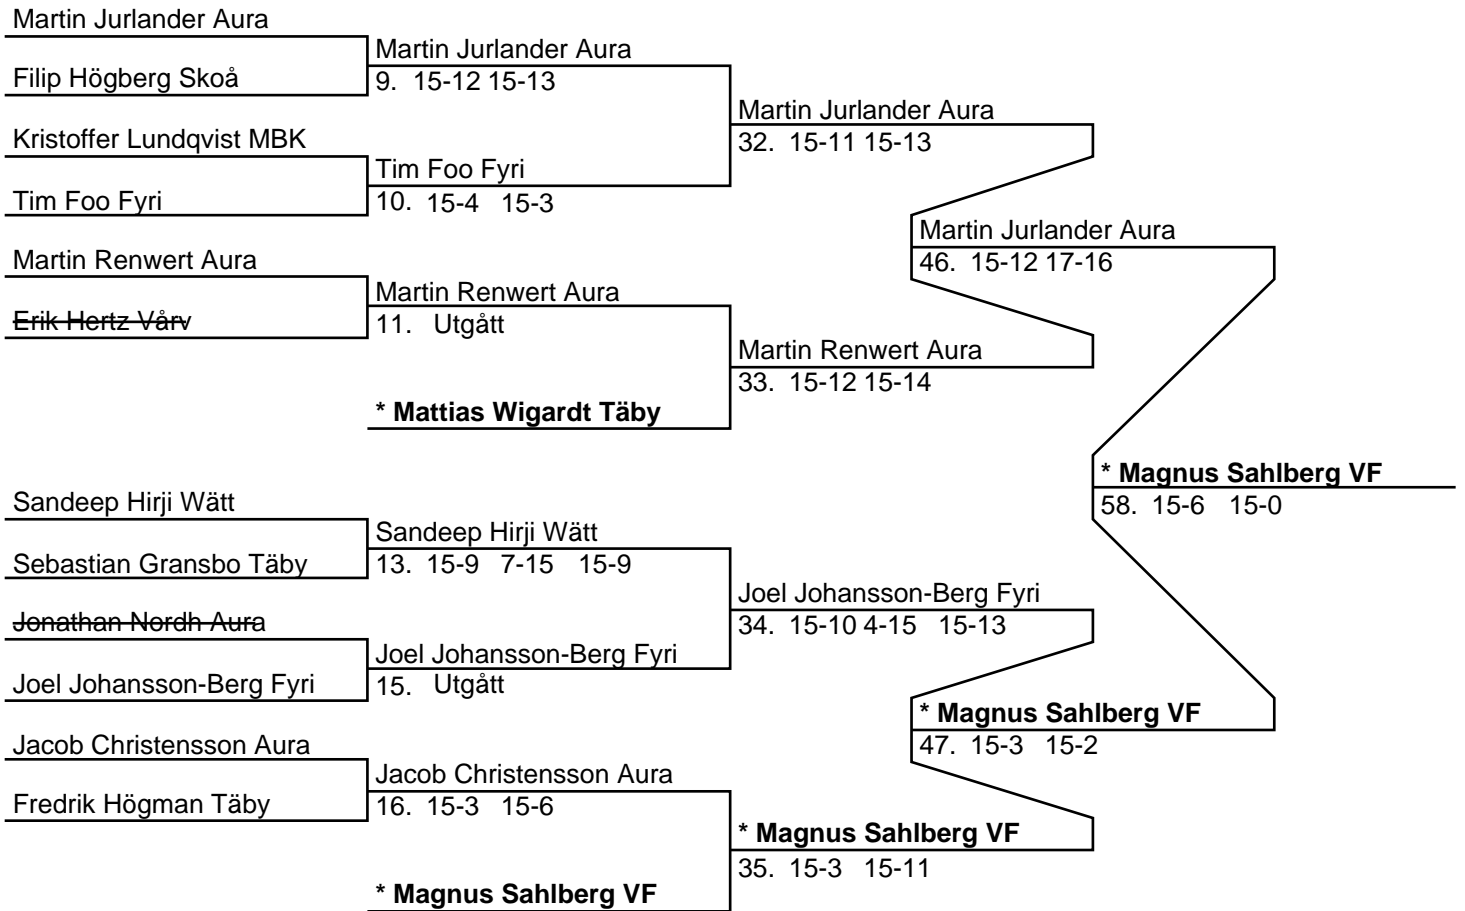 Martin Jurlander Aura
Martin Jurlander Aura
Filip Högberg Skoå
9. 15-12 15-13
Martin Jurlander Aura
Kristoffer Lundqvist MBK
32. 15-11 15-13
Tim Foo Fyri
Tim Foo Fyri
10. 15-4 15-3
Martin Jurlander Aura
Martin Renwert Aura
46. 15-12 17-16
Martin Renwert Aura
Erik Hertz Vårv
11. Utgått
Martin Renwert Aura
33. 15-12 15-14
* Mattias Wigardt Täby
* Magnus Sahlberg VF
Sandeep Hirji Wätt
58. 15-6 15-0
Sandeep Hirji Wätt
Sebastian Gransbo Täby
13. 15-9 7-15 15-9
Joel Johansson-Berg Fyri
Jonathan Nordh Aura
34. 15-10 4-15 15-13
Joel Johansson-Berg Fyri
Joel Johansson-Berg Fyri
15. Utgått
* Magnus Sahlberg VF
Jacob Christensson Aura
47. 15-3 15-2
Jacob Christensson Aura
Fredrik Högman Täby
16. 15-3 15-6
* Magnus Sahlberg VF
35. 15-3 15-11
* Magnus Sahlberg VF